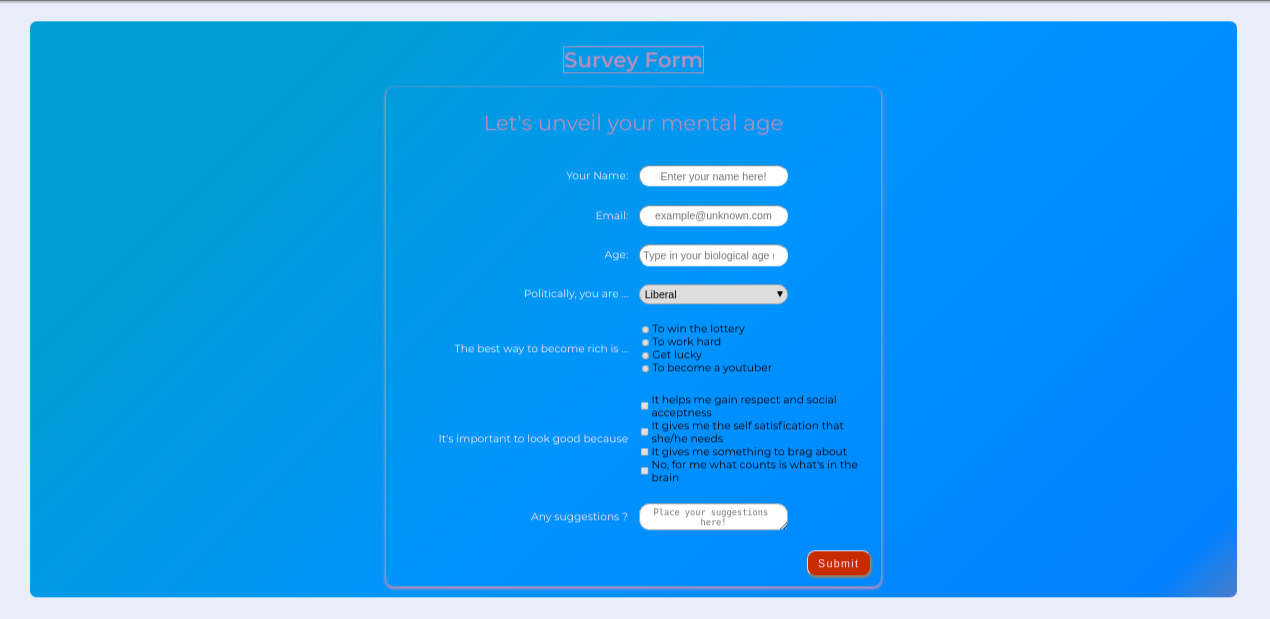 Survey Form
Let's unveil your mental age
Your Name: Enter your name here!
Email: example@unknown.com
Age: Type in your biological age
Politically, you are ... Liberal
The best way to become rich is ...
To win the lottery
To work hard
Get lucky
To become a youtuber
It's important to look good because
It helps me gain respect and social
acceptness
It gives me the self satisfication that
she/he needs
It gives me something to brag about
No, for me what counts is what's in the
brain
Any suggestions ?
Place your suggestions
here!
Submit